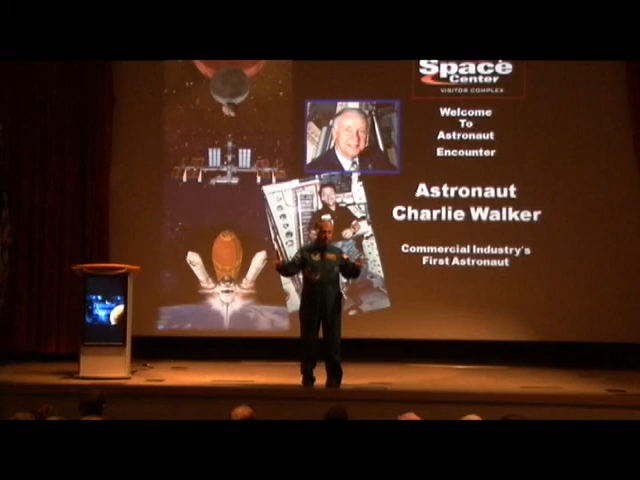 Space
Center
VISITOR COMPLEX
Welcome
To
Astronaut
Encounter
Astronaut
Charlie Walker
Commercial Industry's
First Astronaut